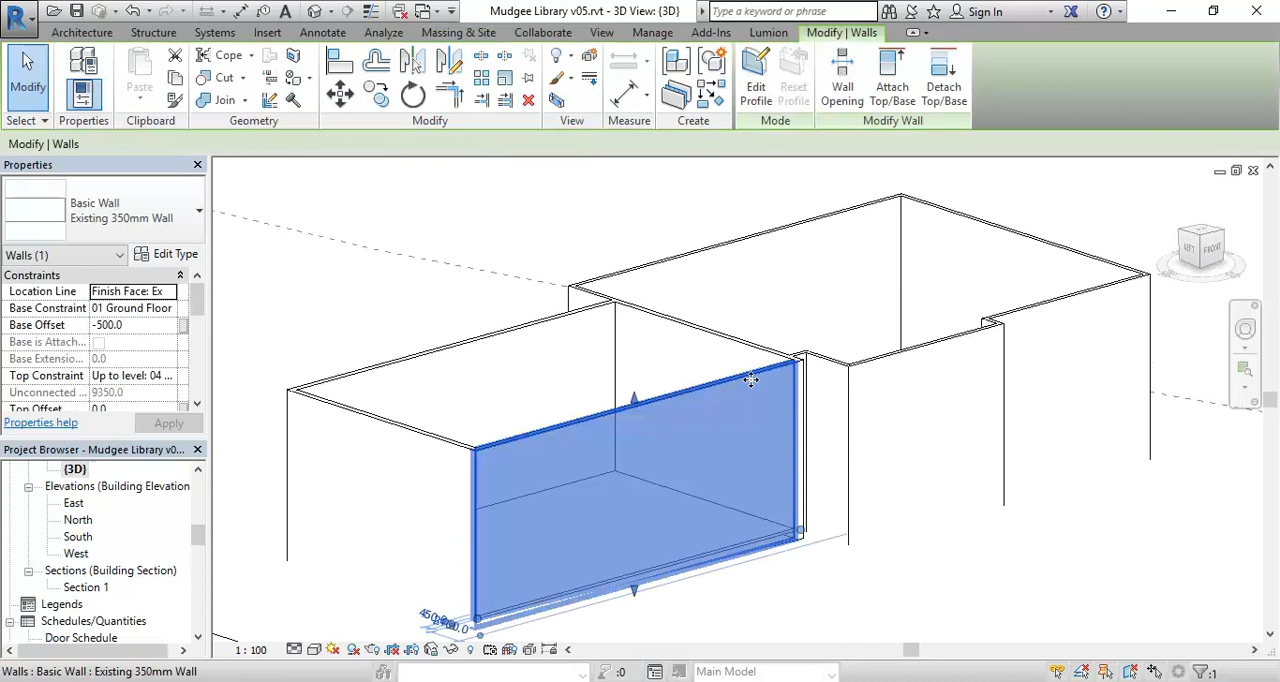 Mudgee Library v05.rvt - 3D View: {3D}
Type a keyword or phrase
Sign In
Architecture Structure Systems Insert Annotate Analyze Massing & Site Collaborate View Manage Add-Ins Lumion Modify | Walls
Modify
Paste
Cope
Cut
Join
Edit Profile
Reset Profile
Wall Opening
Attach Top/Base
Detach Top/Base
Select Properties Clipboard Geometry Modify View Measure Create Mode Modify Wall
Modify | Walls
Properties
Basic Wall
Existing 350mm Wall
Walls (1)
Edit Type
Constraints
Location Line Finish Face: Ex
Base Constraint 01 Ground Floor
Base Offset -500.0
Base is Attach...
Base Extensio... 0.0
Top Constraint Up to level: 04 ...
Unconnected ... 9350.0
Top Offset 0.0
Properties help
Apply
Project Browser - Mudgee Library v0...
{3D}
Elevations (Building Elevation
East
North
South
West
Sections (Building Section)
Section 1
Legends
Schedules/Quantities
Door Schedule
LEFT
FRONT
1 : 100
Walls : Basic Wall : Existing 350mm Wall
:0
Main Model
:1